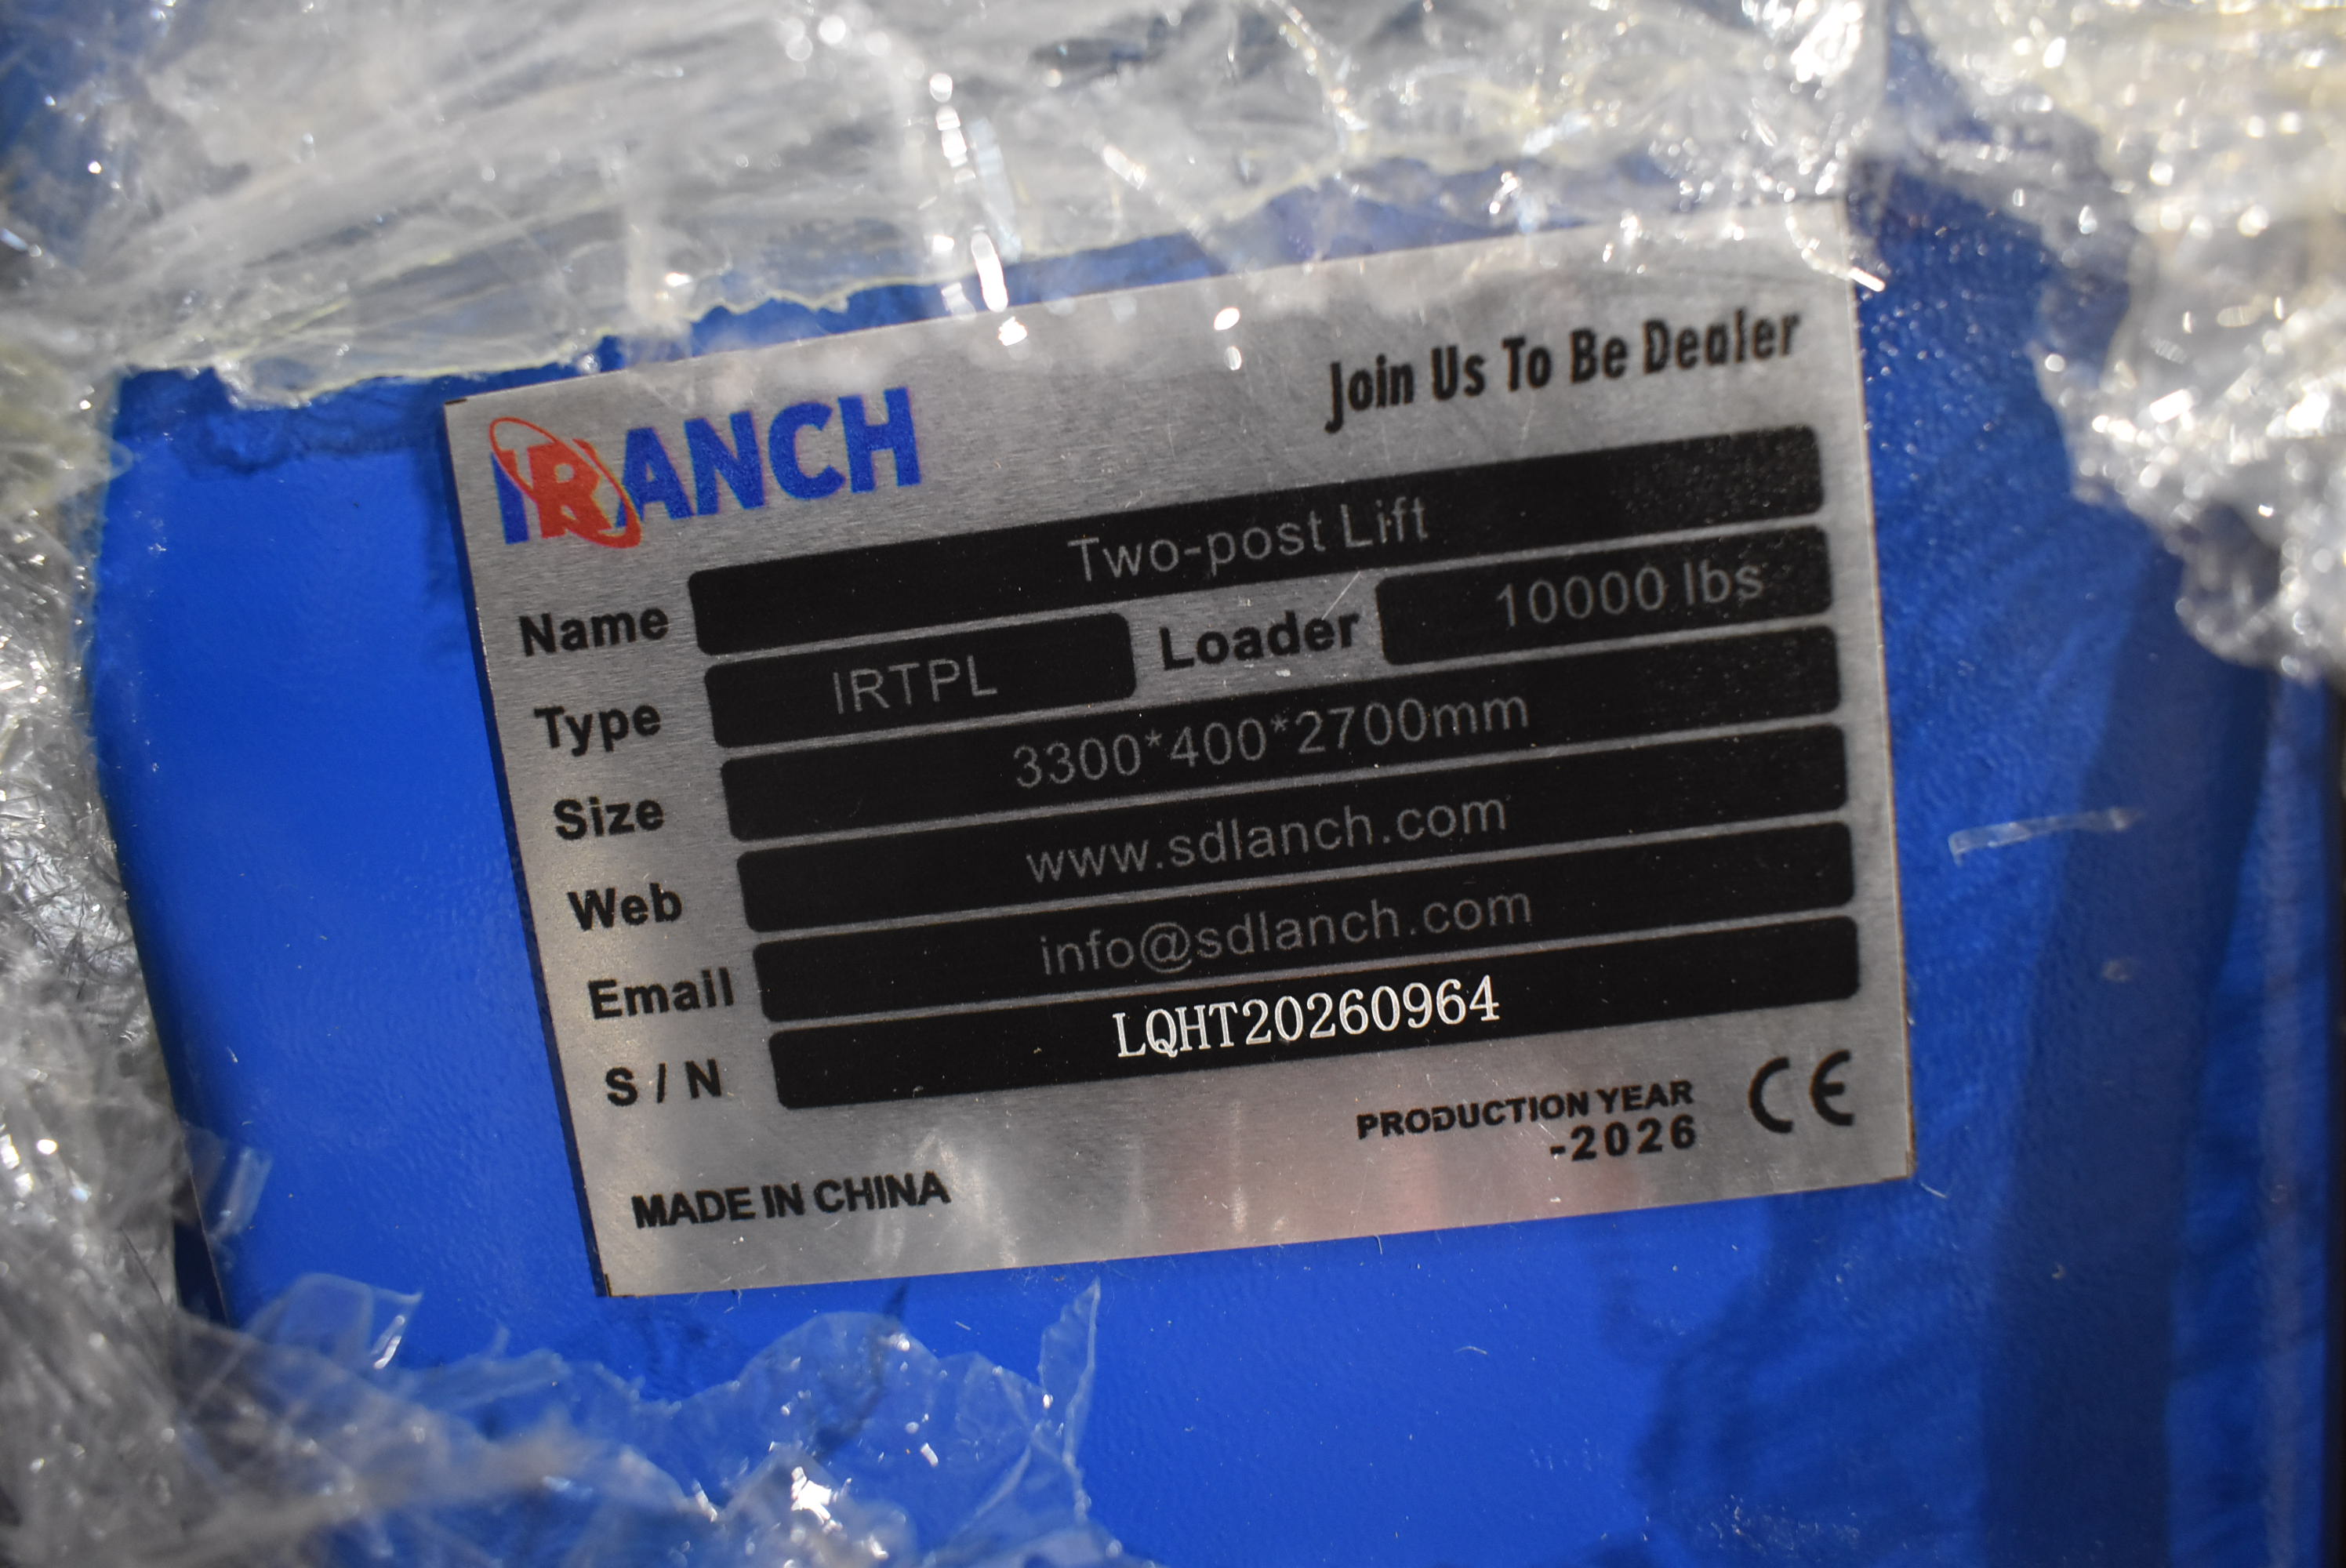 IRANCH
Join Us To Be Dealer
Name Two-post Lift
Type IRTPL Loader 10000 lbs
Size 3300*400*2700mm
Web www.sdlanch.com
Email info@sdlanch.com
S / N LQHT20260964
PRODUCTION YEAR
-2026
CE
MADE IN CHINA